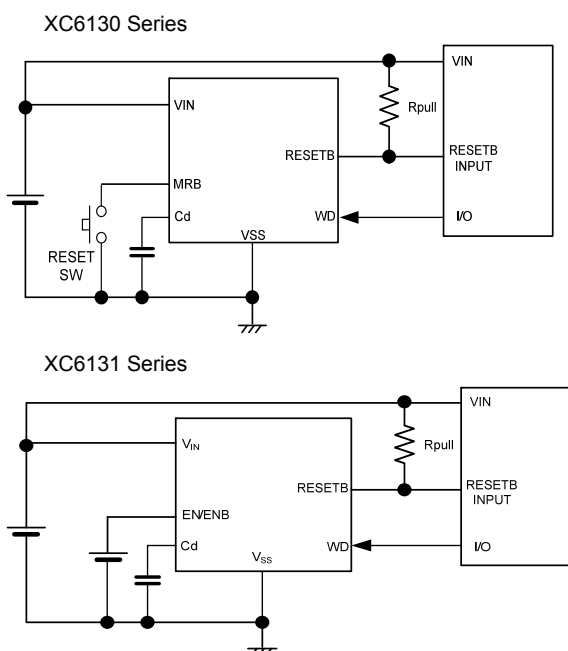 XC6130 Series
VIN
VIN
Rpull
RESETB
RESETB
INPUT
MRB
Cd
WD
I/O
VSS
RESET
SW
XC6131 Series
VIN
VIN
Rpull
RESETB
RESETB
INPUT
EN/ENB
Cd
WD
I/O
VSS